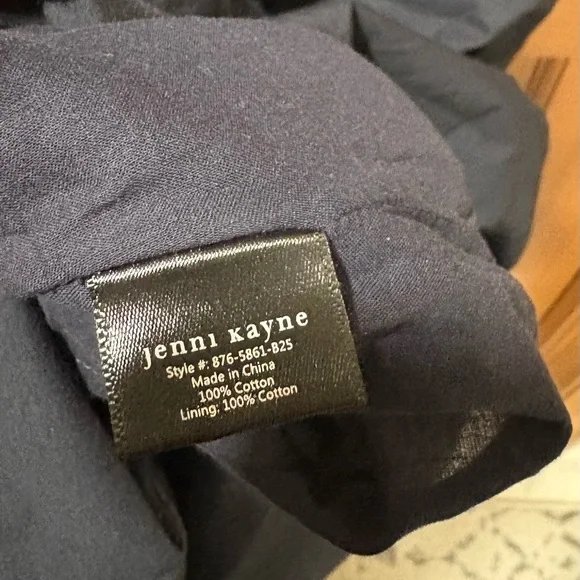 Jenni Kayne
Style #: 876-5861-B25
Made in China
100% Cotton
Lining: 100% Cotton